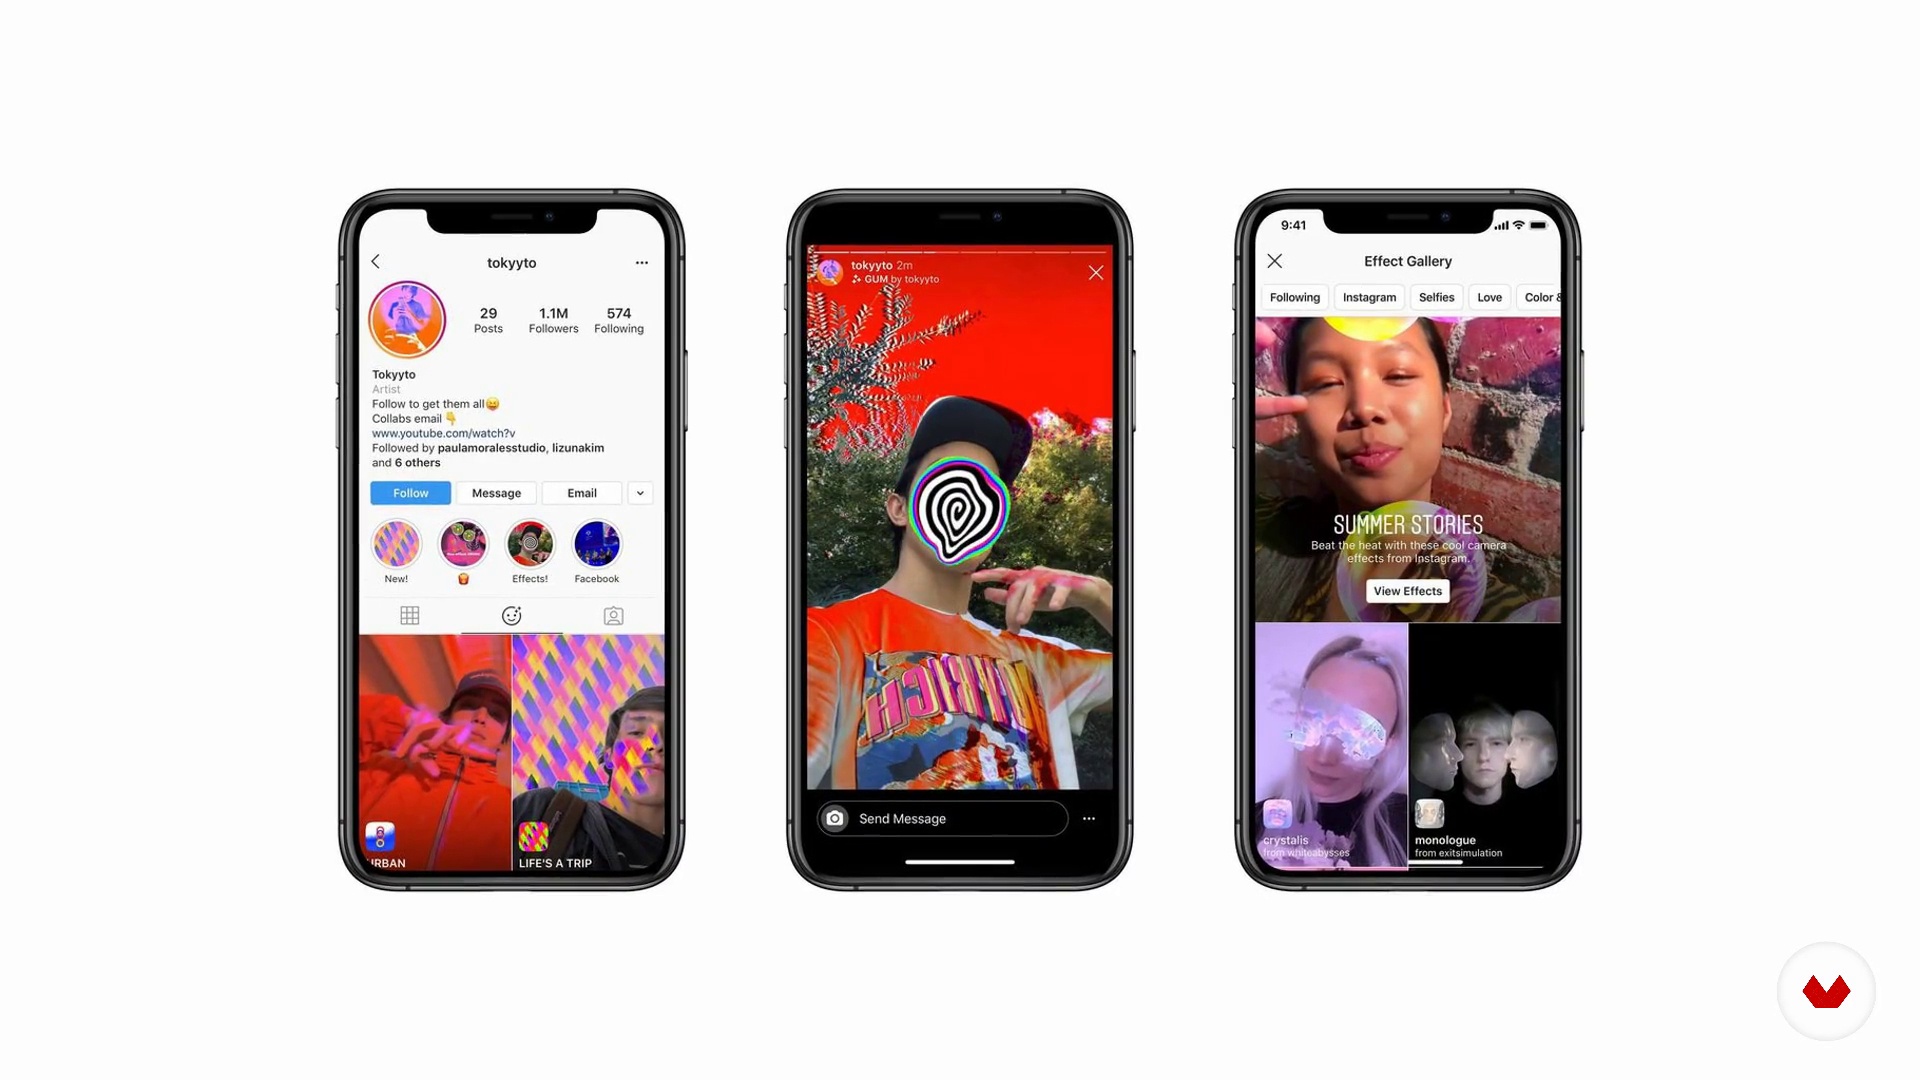 tokyyto
29
1.1M
574
Posts
Followers
Following
Tokyyto
Artist
Follow to get them all😝
Collabs email 👇
www.youtube.com/watch?v
Followed by paulamoralesstudio, lizunakim
and 6 others
Follow
Message
Email
New!
Effects!
Facebook
URBAN
LIFE'S A TRIP
tokyyto 2m
GUM by tokyyto
Send Message
9:41
Effect Gallery
Following
Instagram
Selfies
Love
Color &
SUMMER STORIES
Beat the heat with these cool camera
effects from Instagram.
View Effects
crystalis
from whiteabysses
monologue
from exitsimulation